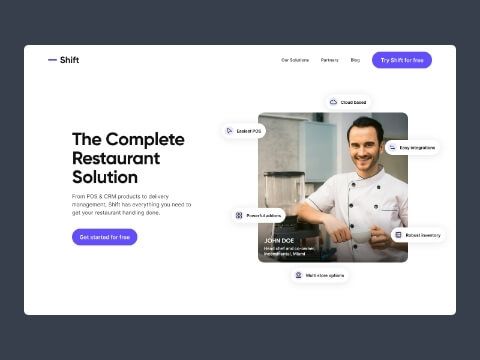 Shift
Our Solutions
Partners
Blog
Try Shift for free
Cloud based
Easiest POS
Easy integrations
The Complete
Restaurant
Solution
From POS & CRM products to delivery
management, Shift has everything you need to
get your restaurant handling done.
Get started for free
Powerful addons
JOHN DOE
Head chef and co-owner,
Miami
Robust inventory
Multi-store options